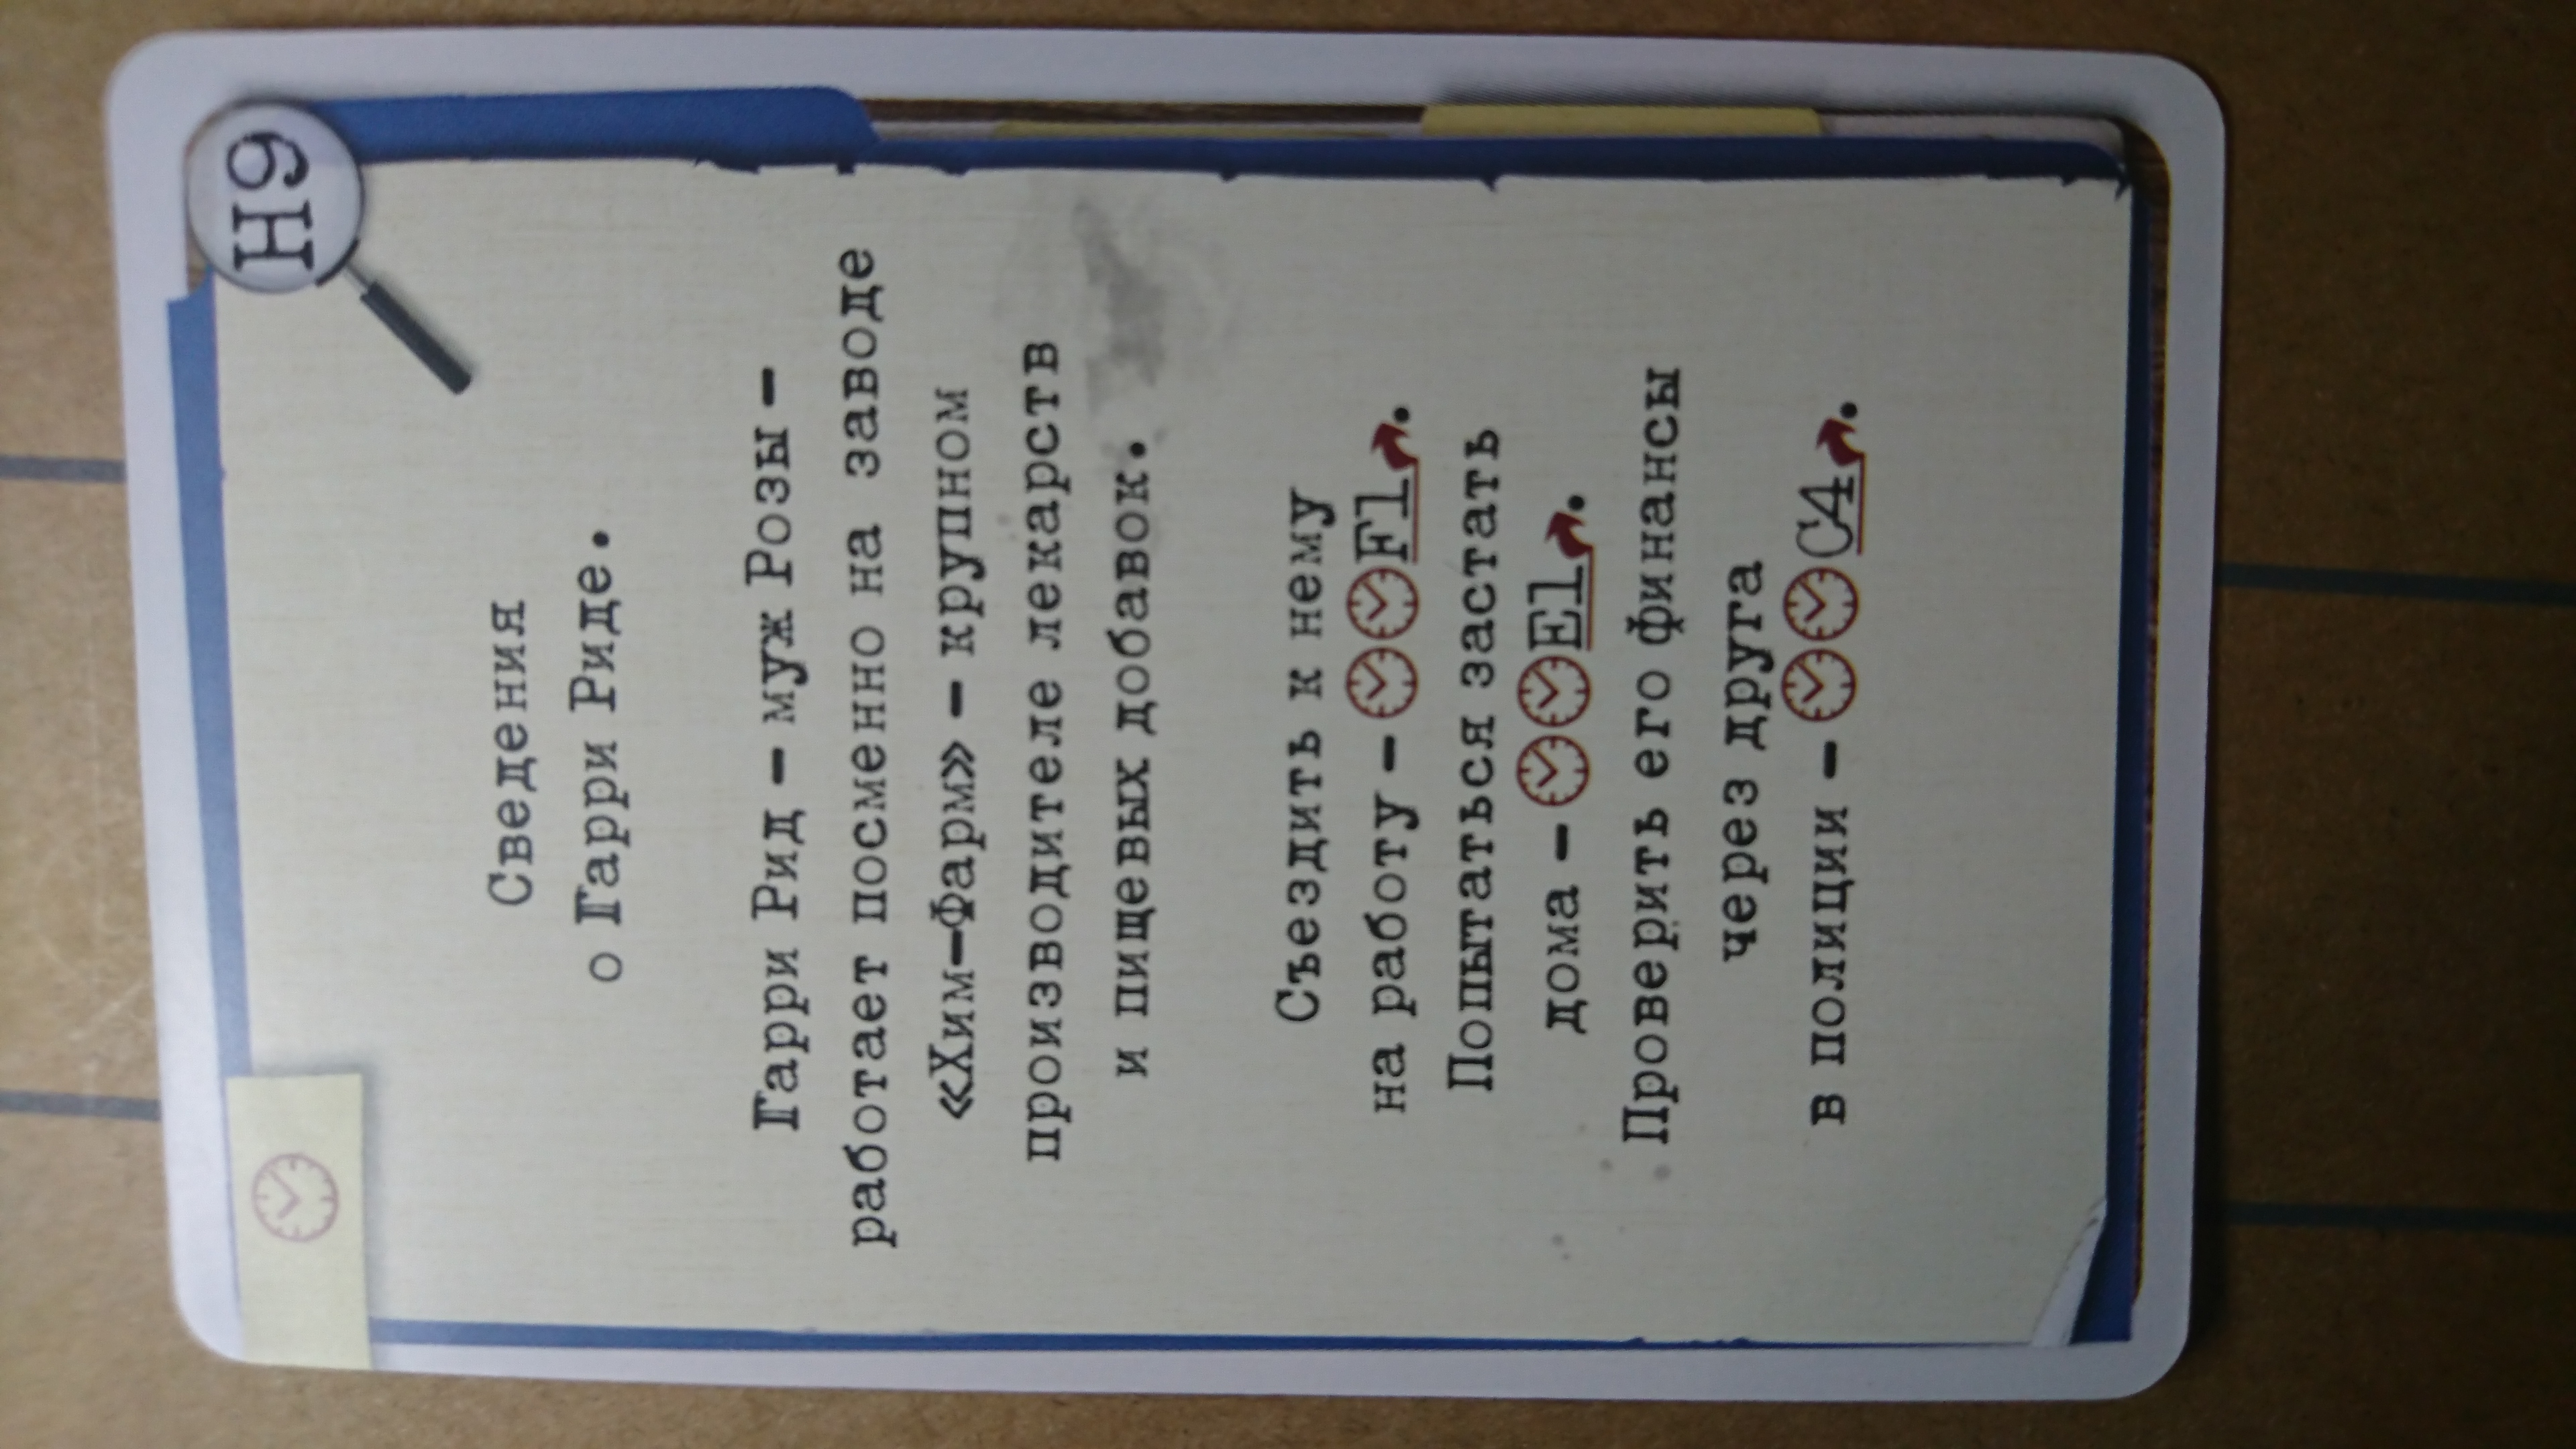 H9
Сведения
о Гарри Риде.
Гарри Рид – муж Розы –
работает посменно на заводе
«Хим–Фарм» – крупном
производителе лекарств
и пищевых добавок.
Съездить к нему
на работу – F1.
Попытаться застать
дома – E1.
Проверить его финансы
через друга
в полиции – C4.